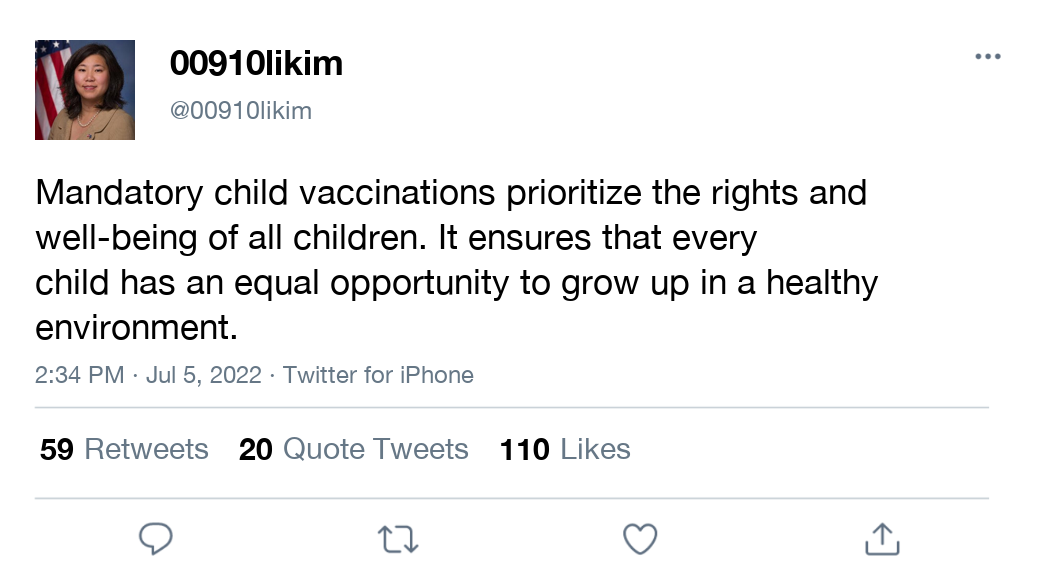 00910likim
@00910likim
Mandatory child vaccinations prioritize the rights and
well-being of all children. It ensures that every
child has an equal opportunity to grow up in a healthy
environment.
2:34 PM · Jul 5, 2022 · Twitter for iPhone
59 Retweets 20 Quote Tweets 110 Likes